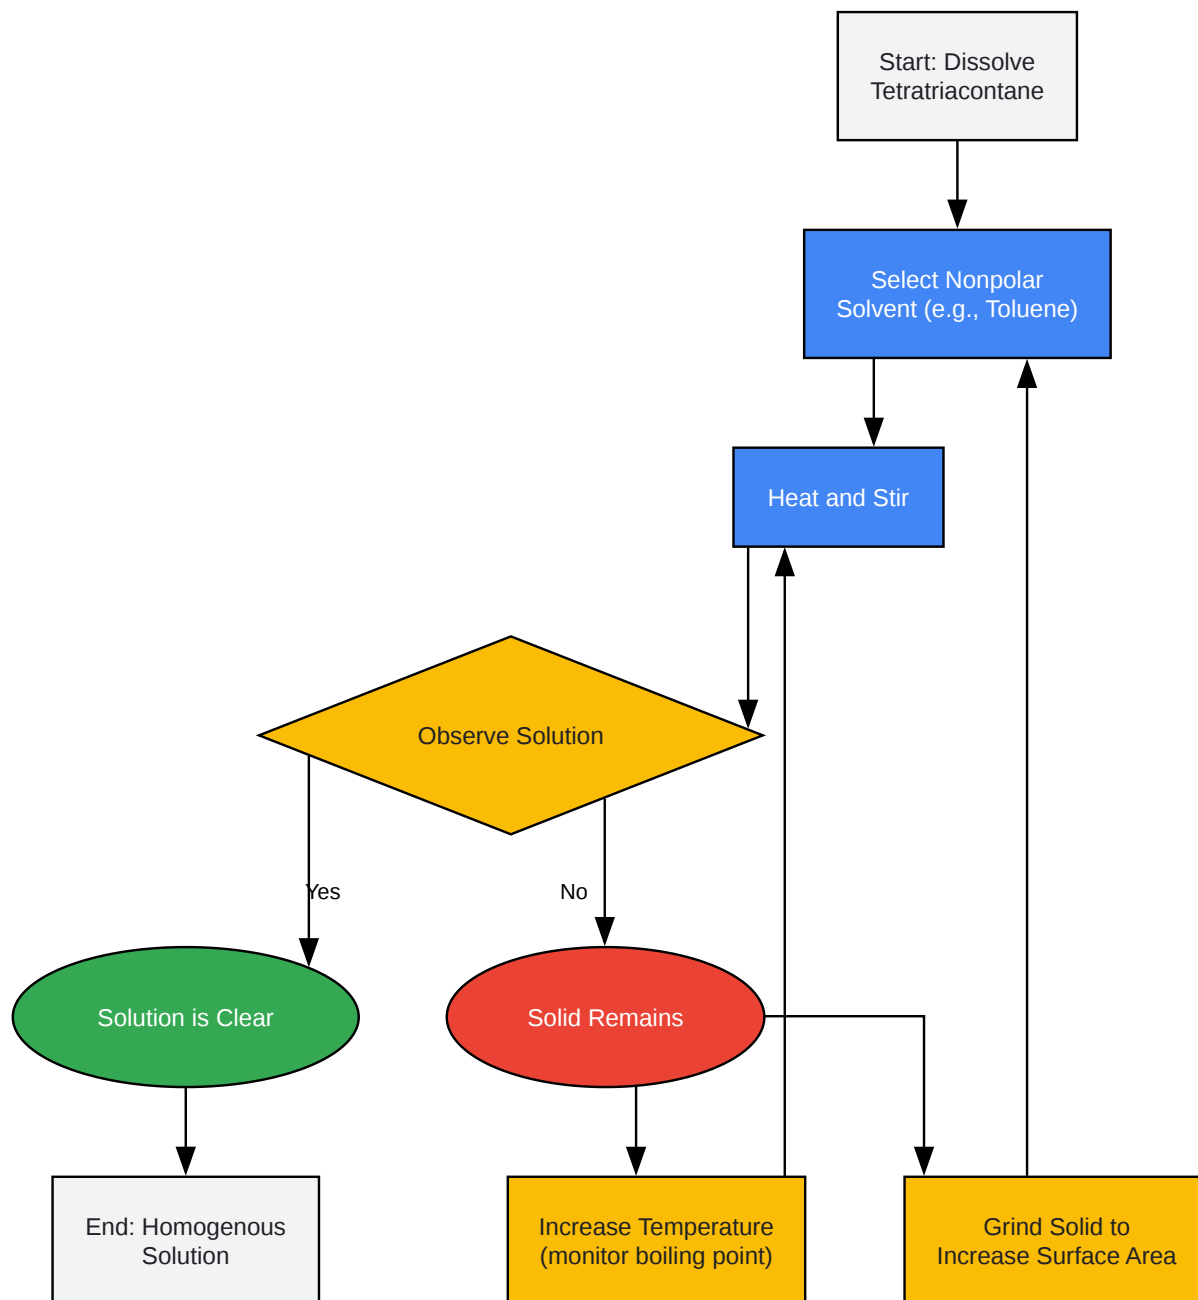 Start: Dissolve
Tetratriacontane
Select Nonpolar
Solvent (e.g., Toluene)
Heat and Stir
Observe Solution
Yes
No
Solution is Clear
Solid Remains
End: Homogenous
Solution
Increase Temperature
(monitor boiling point)
Grind Solid to
Increase Surface Area